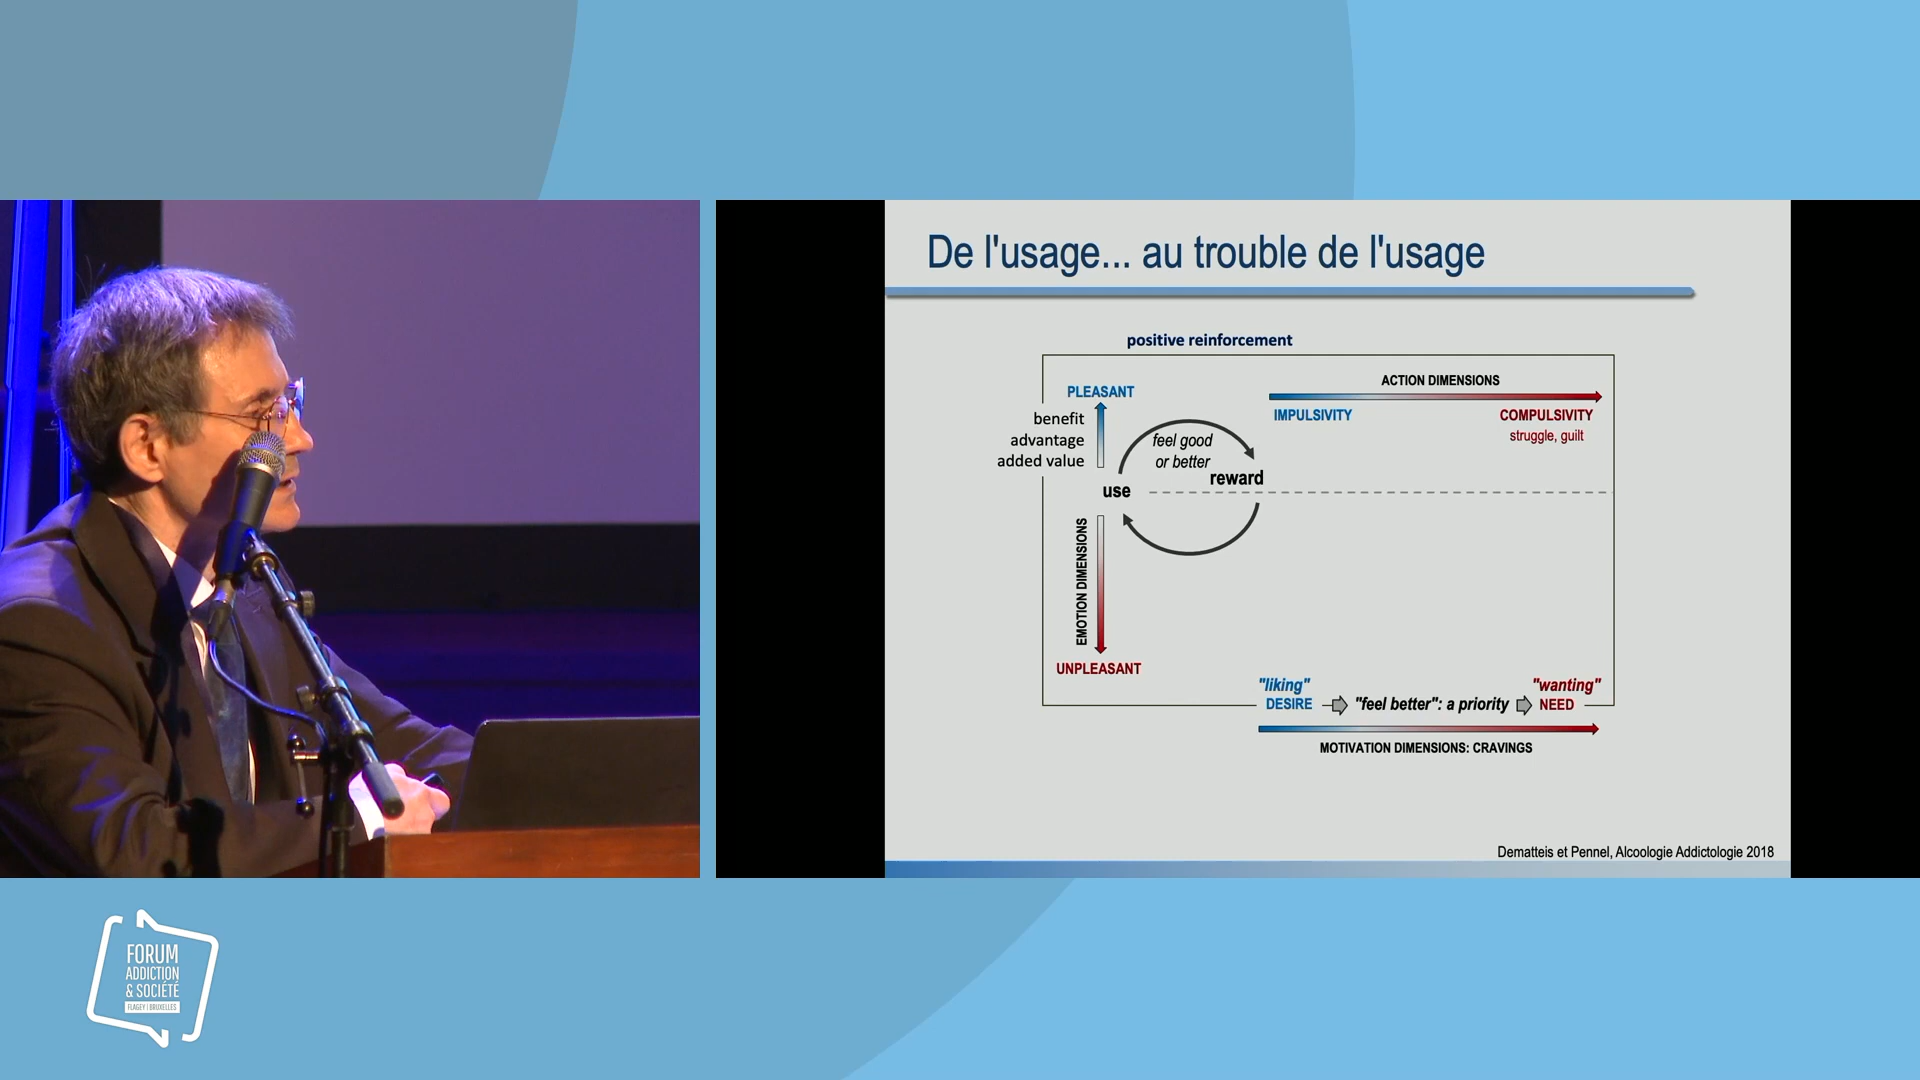 De l'usage... au trouble de l'usage
positive reinforcement
PLEASANT
benefit
advantage
added value
feel good
or better
use
reward
ACTION DIMENSIONS
IMPULSIVITY
COMPULSIVITY
struggle, guilt
EMOTION DIMENSIONS
UNPLEASANT
"liking"
DESIRE
"feel better": a priority
"wanting"
NEED
MOTIVATION DIMENSIONS: CRAVINGS
Dematteis et Pennel, Alcoologie Addictologie 2018
FORUM
ADDICTION
& SOCIÉTÉ
FLAGEY | BRUXELLES